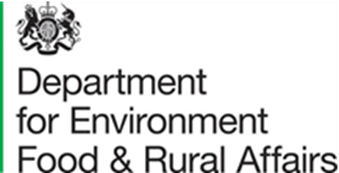 Department
for Environment
Food & Rural Affairs